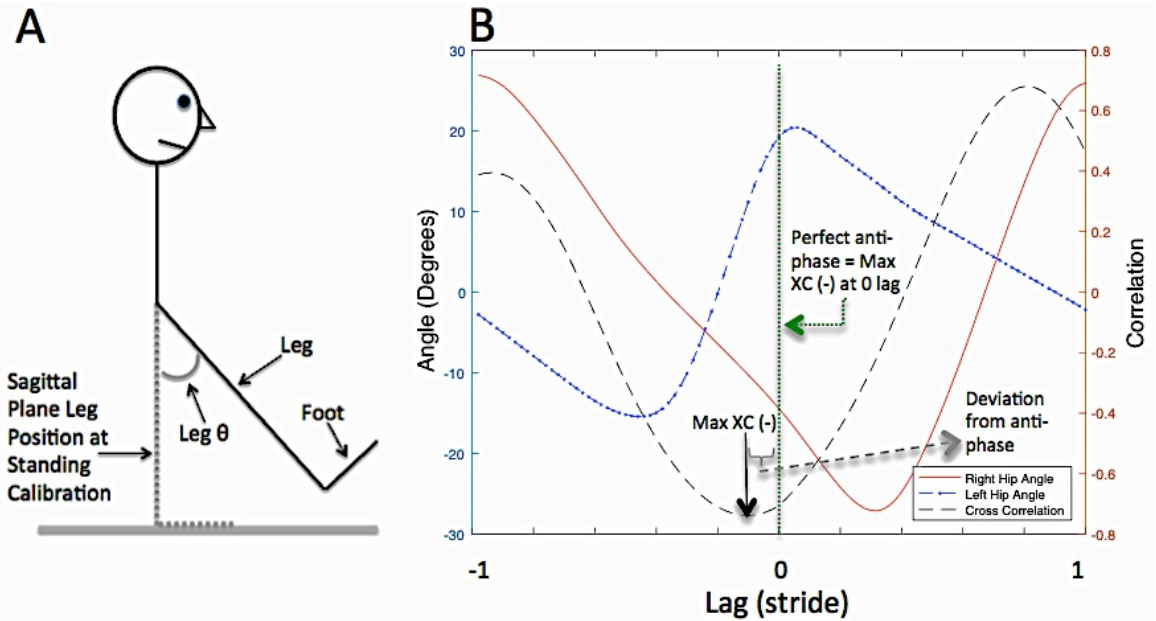 A
Sagittal
Plane Leg
Position at
Standing
Calibration
Leg θ
Leg
Foot
B
Angle (Degrees)
30
20
10
0
-10
-20
-30
Perfect anti-
phase = Max
XC (-) at 0 lag
Max XC (-)
Deviation
from anti-
phase
Right Hip Angle
Left Hip Angle
Cross Correlation
0.8
0.6
0.4
0.2
0
-0.2
-0.4
-0.6
-0.8
Correlation
-1
0
1
Lag (stride)